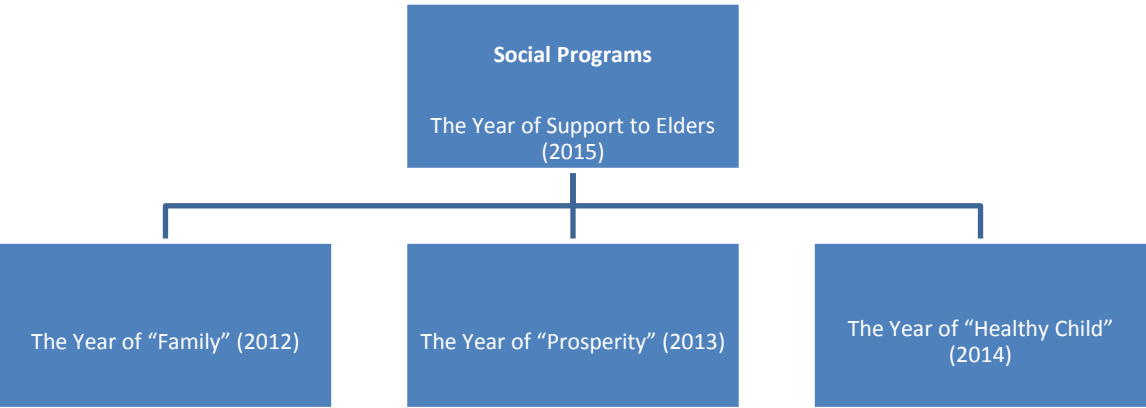 Social Programs
The Year of Support to Elders
(2015)
The Year of “Family” (2012)
The Year of “Prosperity” (2013)
The Year of “Healthy Child”
(2014)